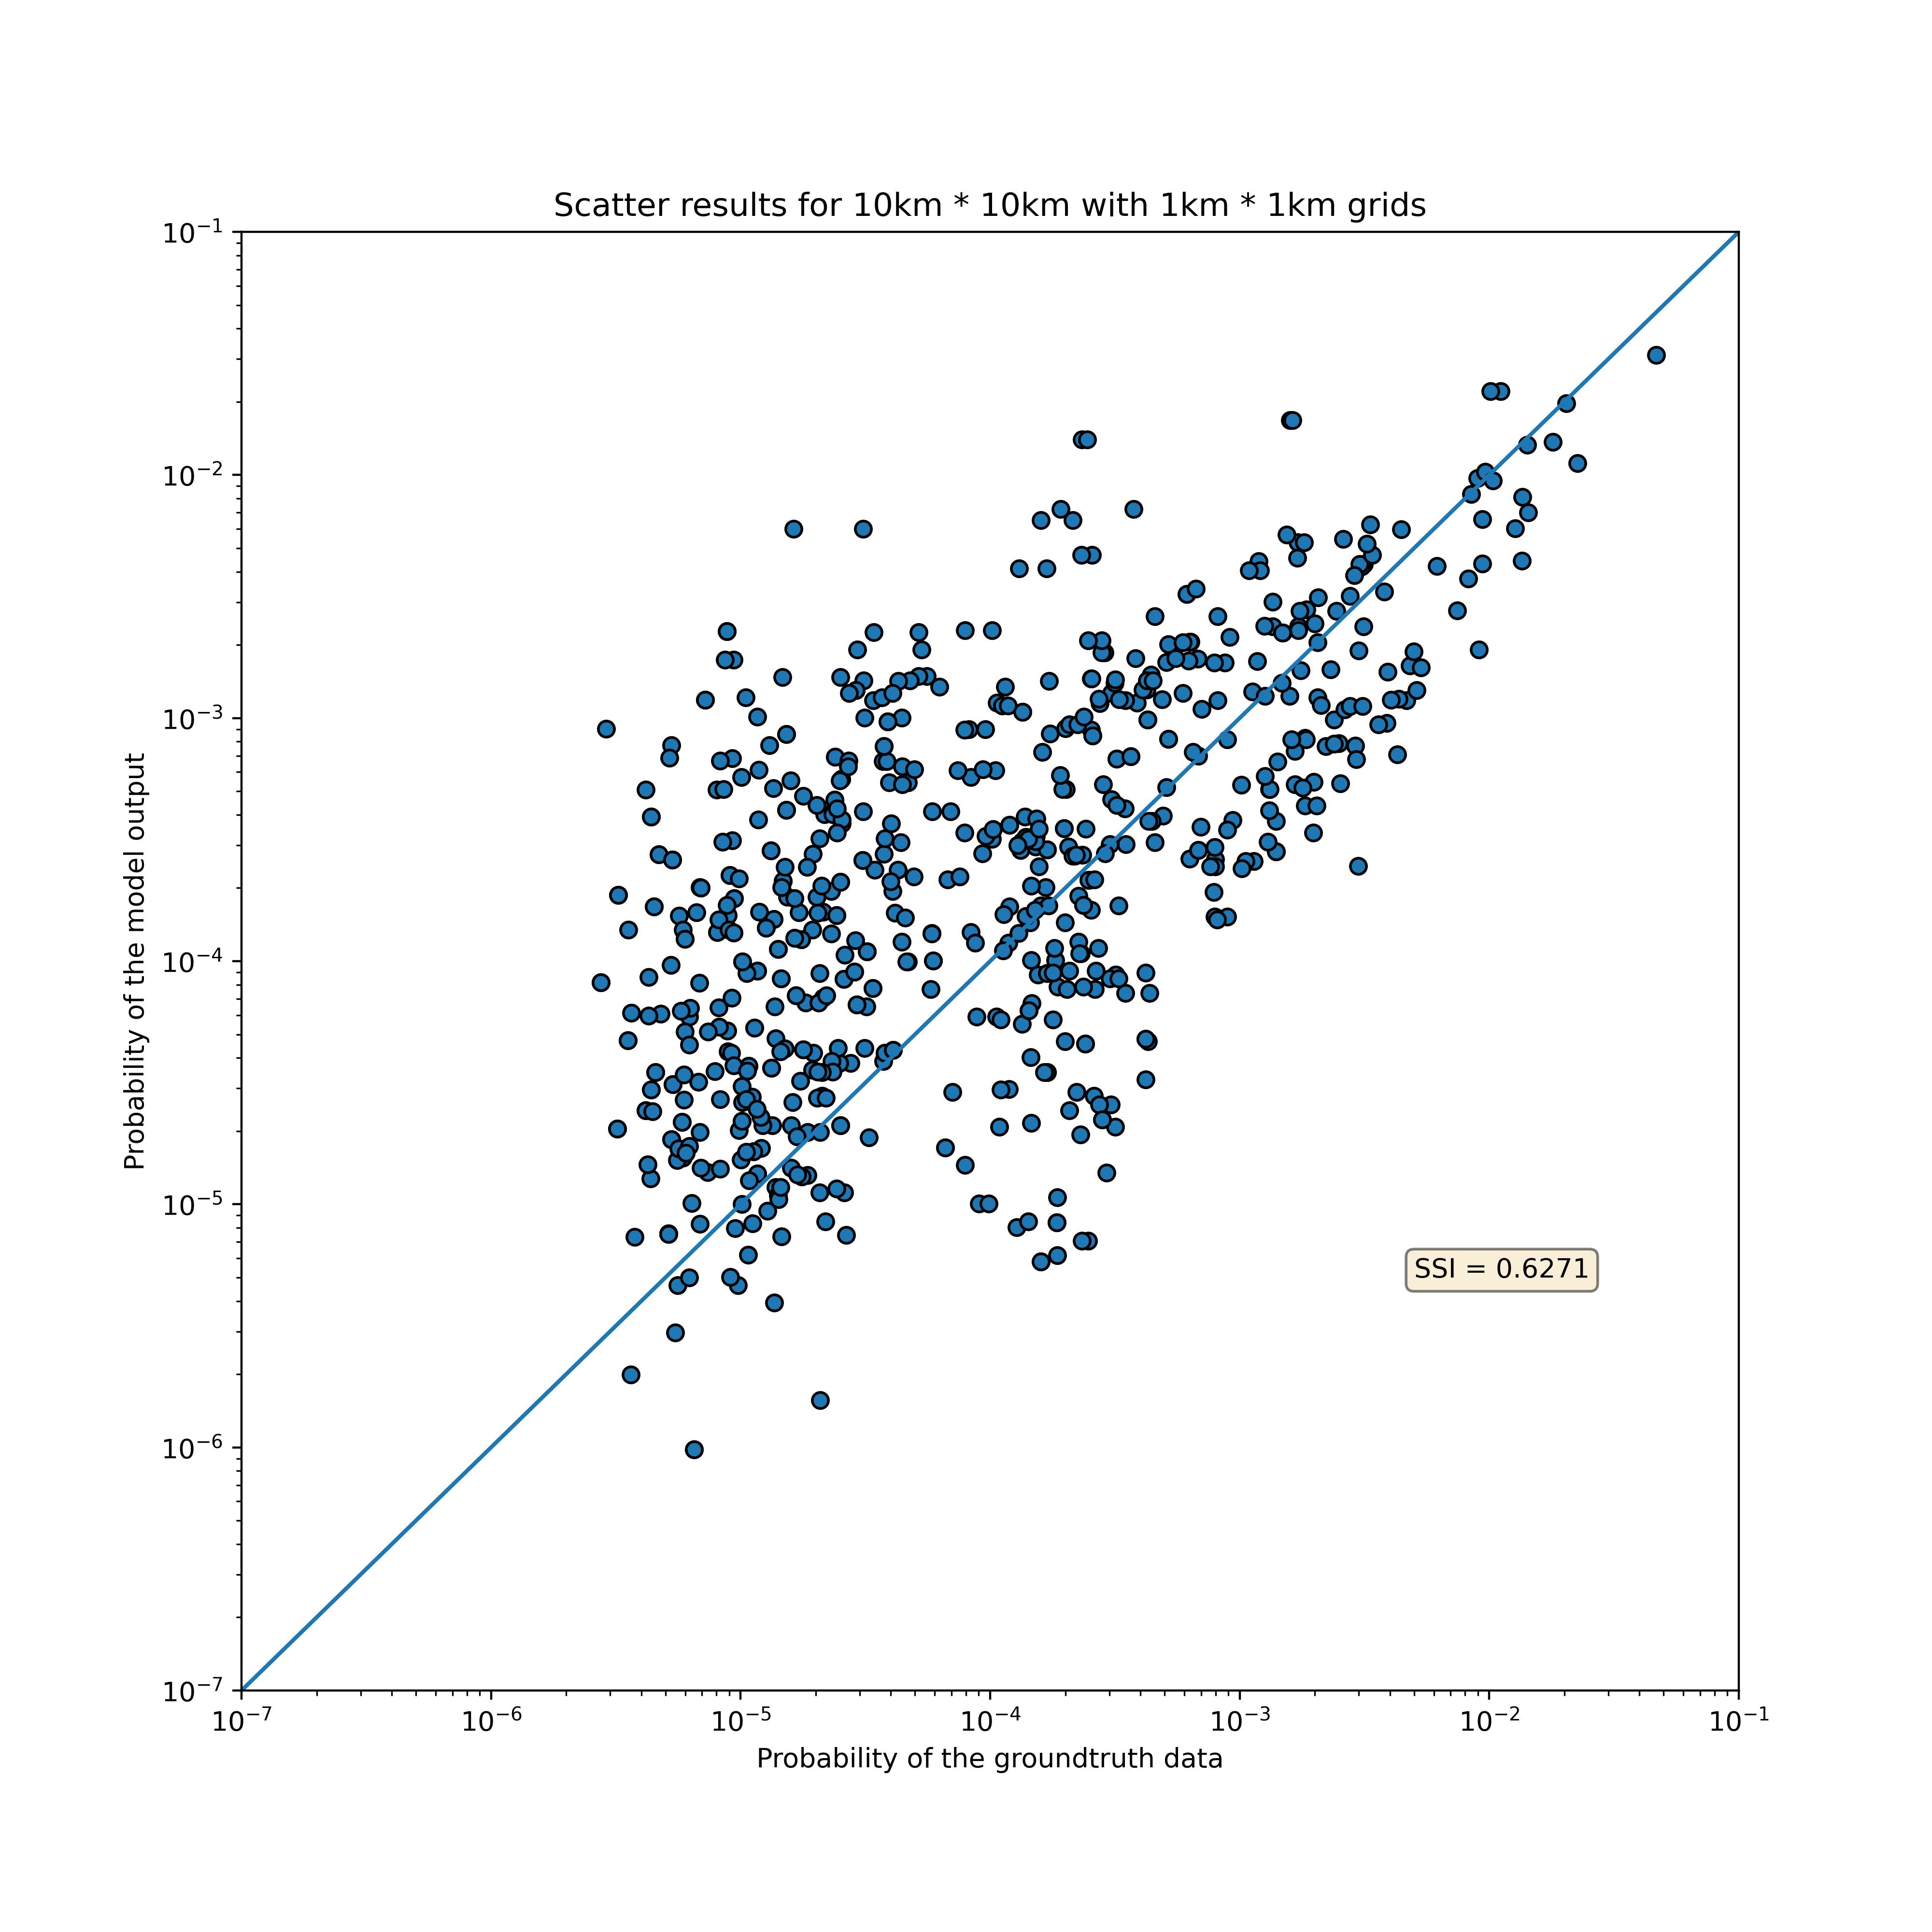 Scatter results for 10km * 10km with 1km * 1km grids
10⁻¹
10⁻²
10⁻³
10⁻⁴
10⁻⁵
10⁻⁶
10⁻⁷
Probability of the model output
SSI = 0.6271
10⁻⁷ 10⁻⁶ 10⁻⁵ 10⁻⁴ 10⁻³ 10⁻² 10⁻¹
Probability of the groundtruth data